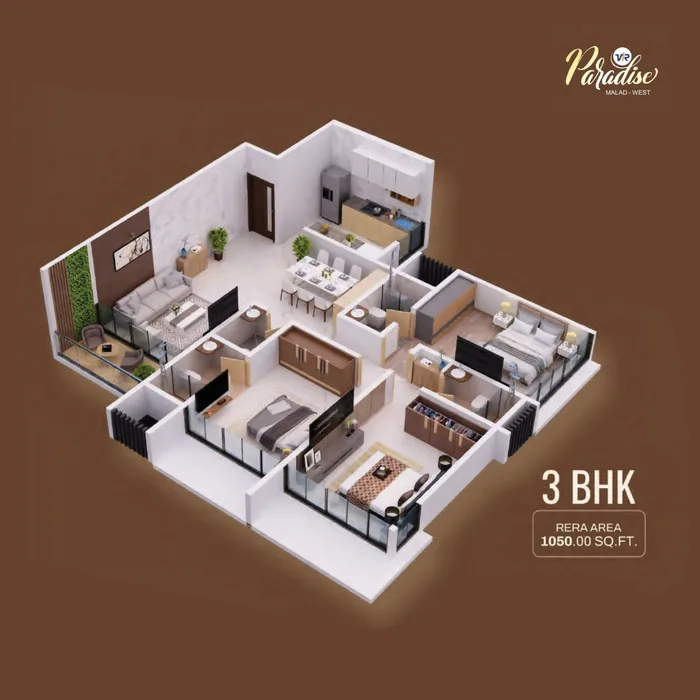 VR
Paradise
MALAD - WEST
3 BHK
RERA AREA
1050.00 SQ.FT.